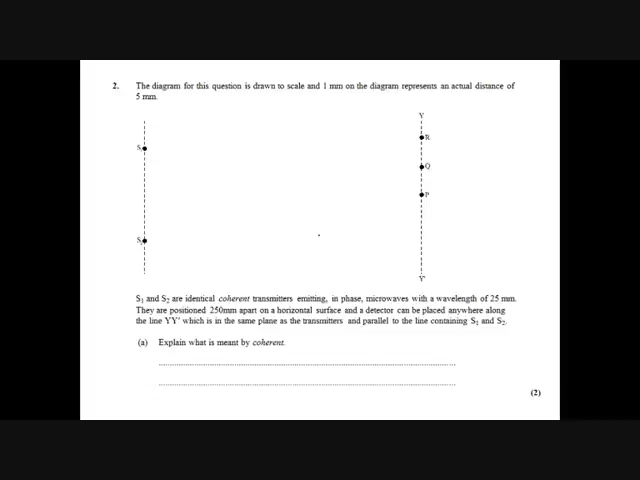 2. The diagram for this question is drawn to scale and 1 mm on the diagram represents an actual distance of
5 mm.
Y
R
S₁
Q
P
S₂
Y'
S₁ and S₂ are identical coherent transmitters emitting, in phase, microwaves with a wavelength of 25 mm.
They are positioned 250mm apart on a horizontal surface and a detector can be placed anywhere along
the line YY' which is in the same plane as the transmitters and parallel to the line containing S₁ and S₂.
(a) Explain what is meant by coherent.
(2)